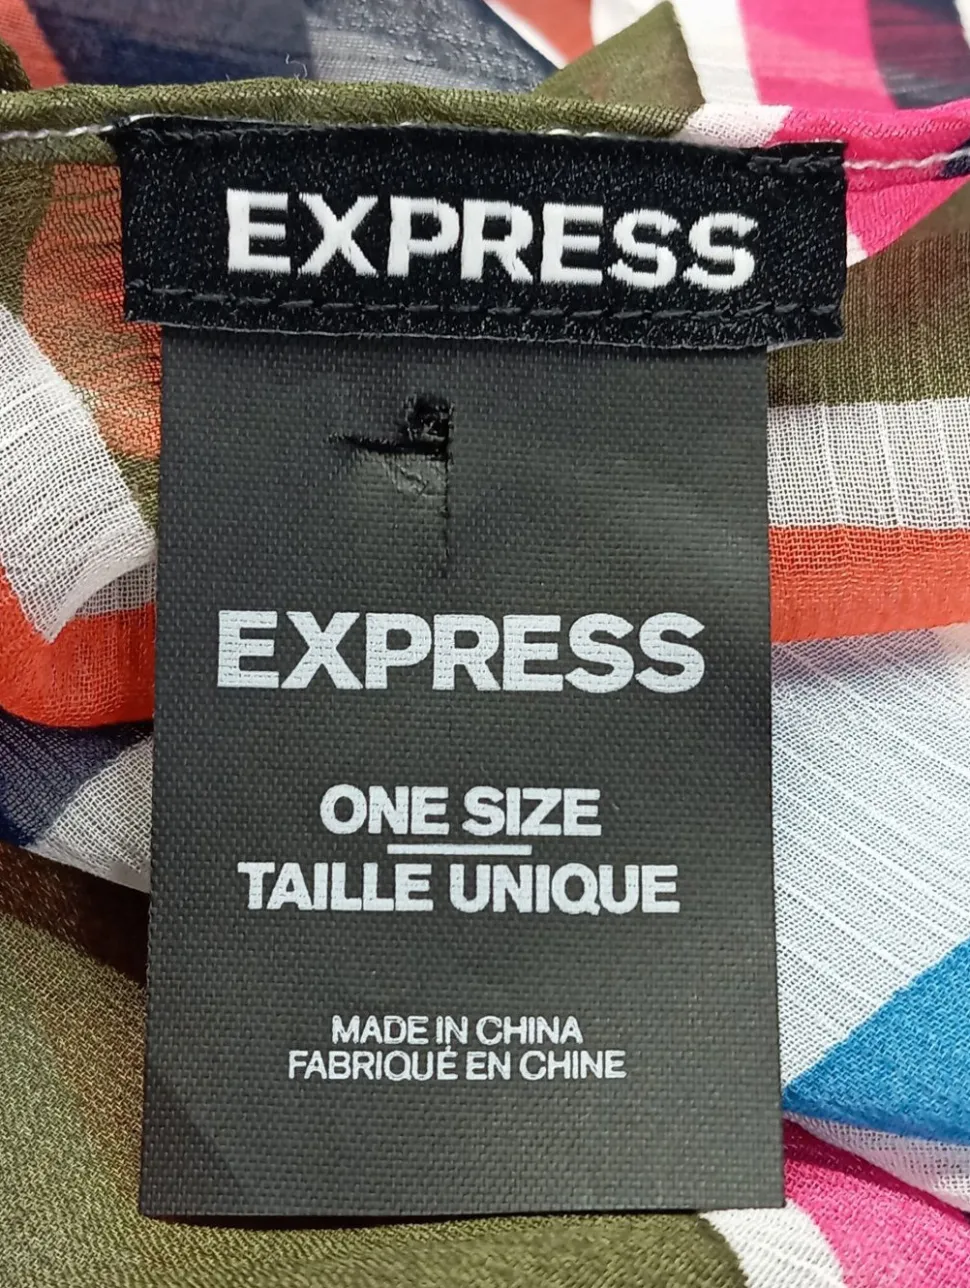 EXPRESS
EXPRESS
ONE SIZE
TAILLE UNIQUE
MADE IN CHINA
FABRIQUÉ EN CHINE